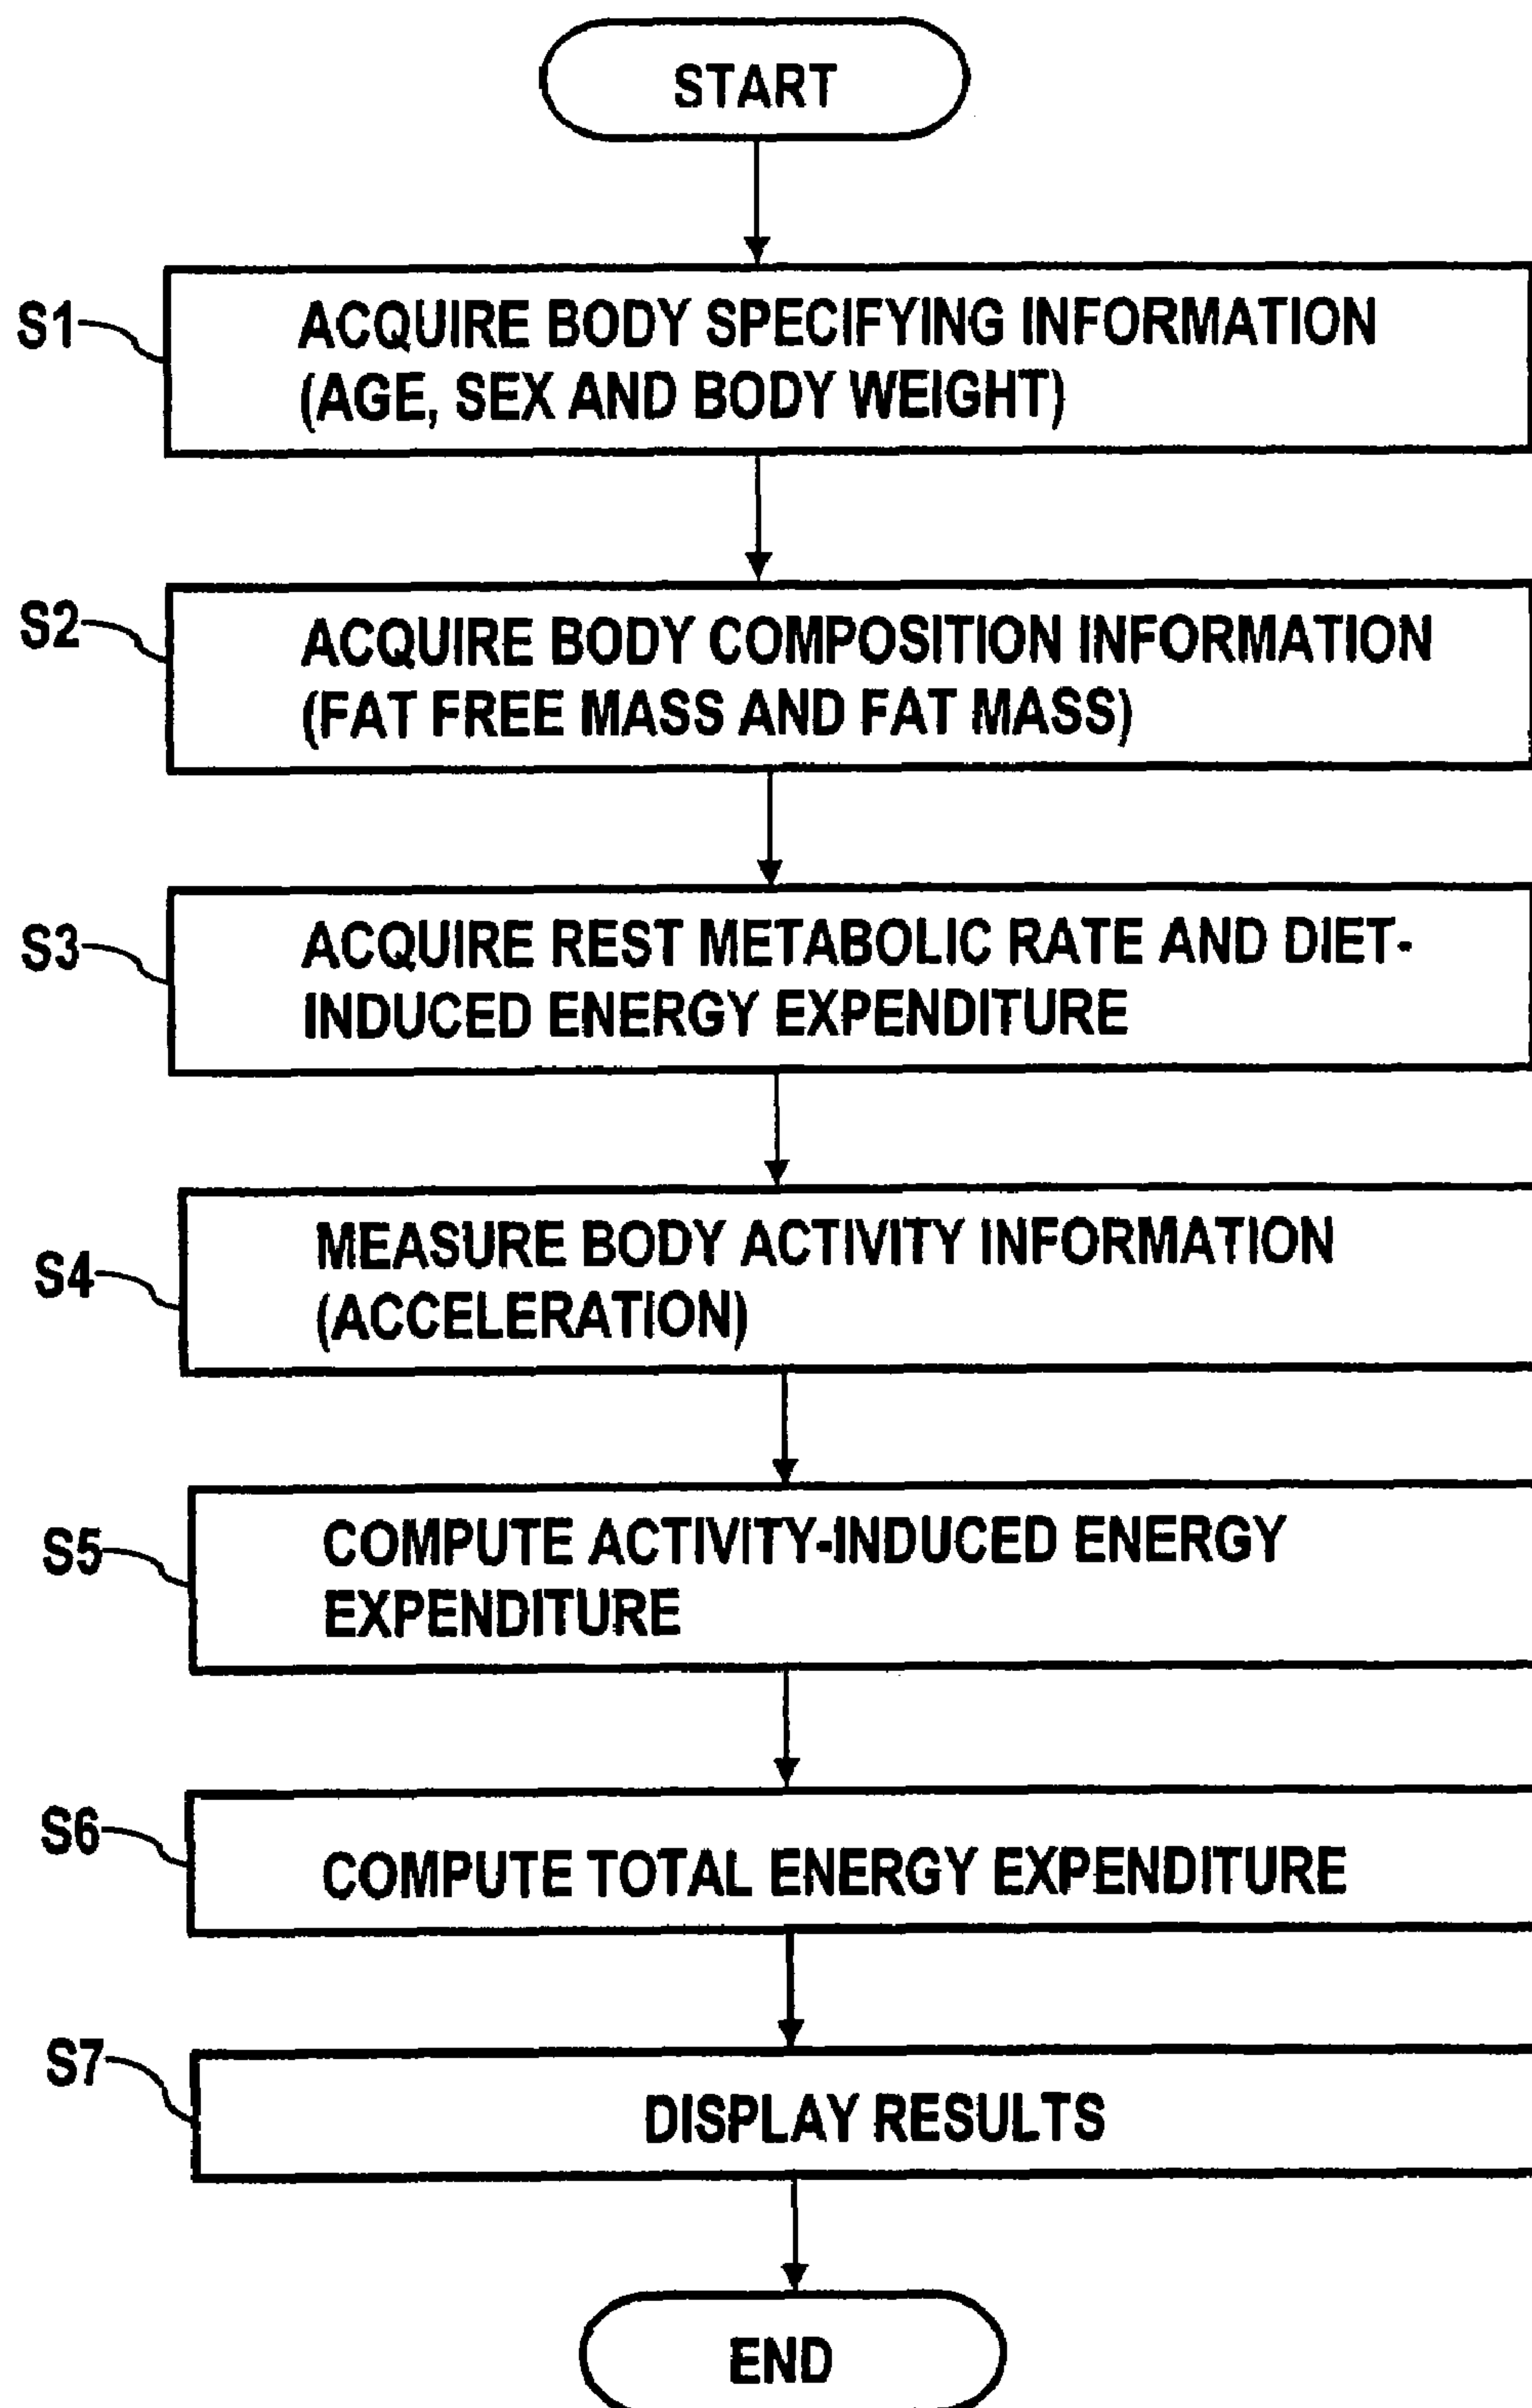 START
S1
ACQUIRE BODY SPECIFYING INFORMATION
(AGE, SEX AND BODY WEIGHT)
S2
ACQUIRE BODY COMPOSITION INFORMATION
(FAT FREE MASS AND FAT MASS)
S3
ACQUIRE REST METABOLIC RATE AND DIET-
INDUCED ENERGY EXPENDITURE
S4
MEASURE BODY ACTIVITY INFORMATION
(ACCELERATION)
S5
COMPUTE ACTIVITY-INDUCED ENERGY
EXPENDITURE
S6
COMPUTE TOTAL ENERGY EXPENDITURE
S7
DISPLAY RESULTS
END